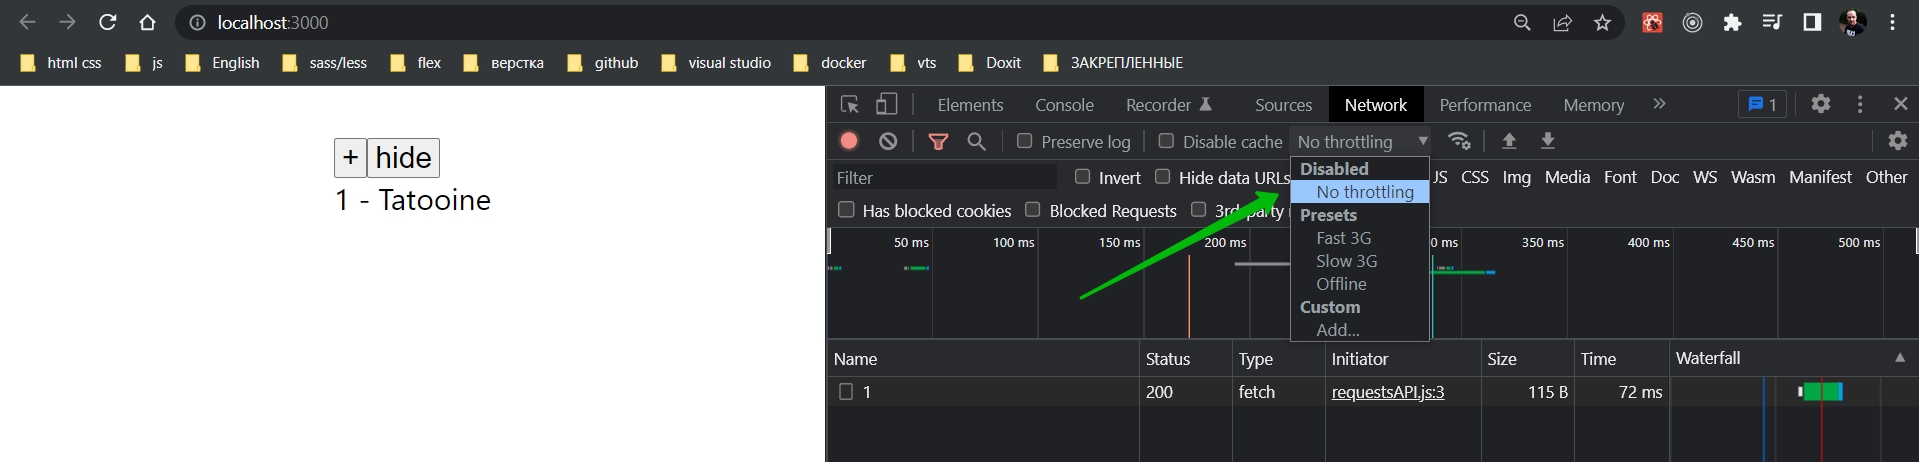 localhost:3000
html css js English sass/less flex верстка github visual studio docker vts Doxit ЗАКРЕПЛЕННЫЕ
+ hide
1 - Tatooine
Elements Console Recorder Sources Network Performance Memory » 1
Preserve log Disable cache No throttling
Disabled
No throttling
Presets
Fast 3G
Slow 3G
Offline
Custom
Add...
Filter Invert Hide data URLs JS CSS Img Media Font Doc WS Wasm Manifest Other
Has blocked cookies Blocked Requests 3rd-party
50 ms 100 ms 150 ms 200 ms 0 ms 350 ms 400 ms 450 ms 500 ms
Name Status Type Initiator Size Time Waterfall
1 200 fetch requestsAPI.js:3 115 B 72 ms